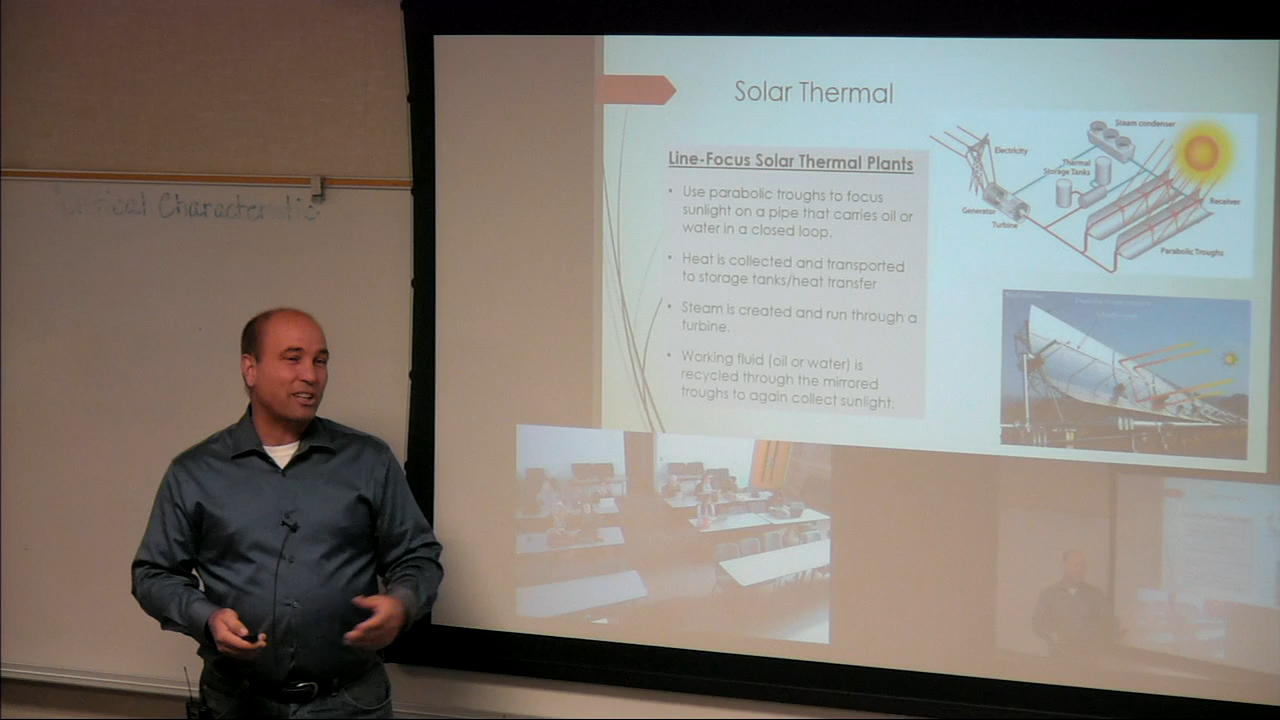 Critical Characteristic
Solar Thermal
Line-Focus Solar Thermal Plants
• Use parabolic troughs to focus
sunlight on a pipe that carries oil or
water in a closed loop.
• Heat is collected and transported
to storage tanks/heat transfer
• Steam is created and run through a
turbine.
• Working fluid (oil or water) is
recycled through the mirrored
troughs to again collect sunlight.
Steam condenser
Electricity
Thermal
Storage Tanks
Generator
Receiver
Turbine
Parabolic Troughs